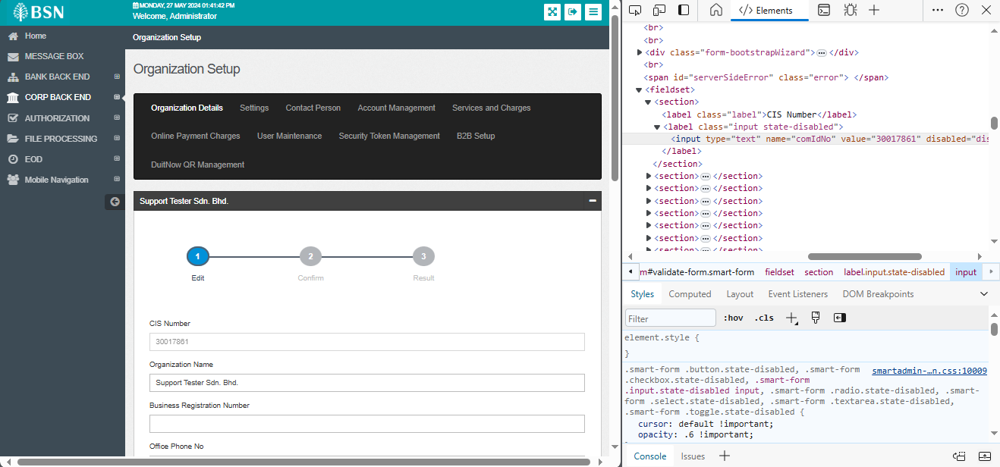 BSN
MONDAY, 27 MAY 2024 01:41:42 PM
Welcome, Administrator
Home
MESSAGE BOX
BANK BACK END
CORP BACK END
AUTHORIZATION
FILE PROCESSING
EOD
Mobile Navigation
Organization Setup
Organization Setup
Organization Details Settings Contact Person Account Management Services and Charges
Online Payment Charges User Maintenance Security Token Management B2B Setup
DuitNow QR Management
Support Tester Sdn. Bhd.
1 2 3
Edit Confirm Result
CIS Number
30017861
Organization Name
Support Tester Sdn. Bhd.
Business Registration Number
Office Phone No
</> Elements
<br>
<br>
<div class="form-bootstrapWizard">…</div>
<br>
<span id="serverSideError" class="error"> </span>
<fieldset>
<section>
<label class="label">CIS Number</label>
<label class="input state-disabled">
<input type="text" name="comIdNo" value="30017861" disabled="dis
</label>
</section>
<section>…</section>
<section>…</section>
<section>…</section>
<section>…</section>
<section>…</section>
<section>…</section>
<section>…</section>
m#validate-form.smart-form fieldset section label.input.state-disabled input
Styles Computed Layout Event Listeners DOM Breakpoints
Filter :hov .cls
element.style {
}
.smart-form .button.state-disabled, .smart-form smartadmin-…n.css:10009
.checkbox.state-disabled, .smart-form
.input.state-disabled input, .smart-form .radio.state-disabled, .smart-
form .select.state-disabled, .smart-form .textarea.state-disabled,
.smart-form .toggle.state-disabled {
cursor: default !important;
opacity: .6 !important;
Console Issues